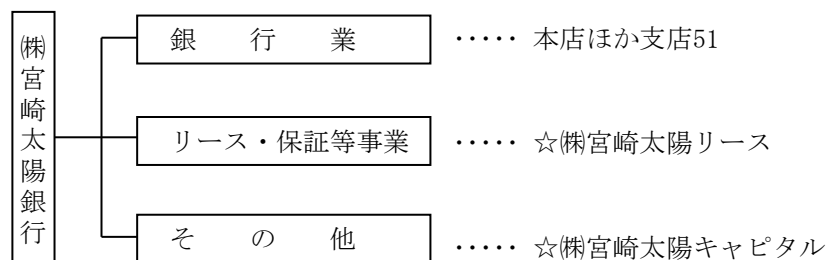 ㈱宮崎太陽銀行
銀行業 ‥‥‥ 本店ほか支店51
リース・保証等事業 ‥‥‥ ☆㈱宮崎太陽リース
その他 ‥‥‥ ☆㈱宮崎太陽キャピタル